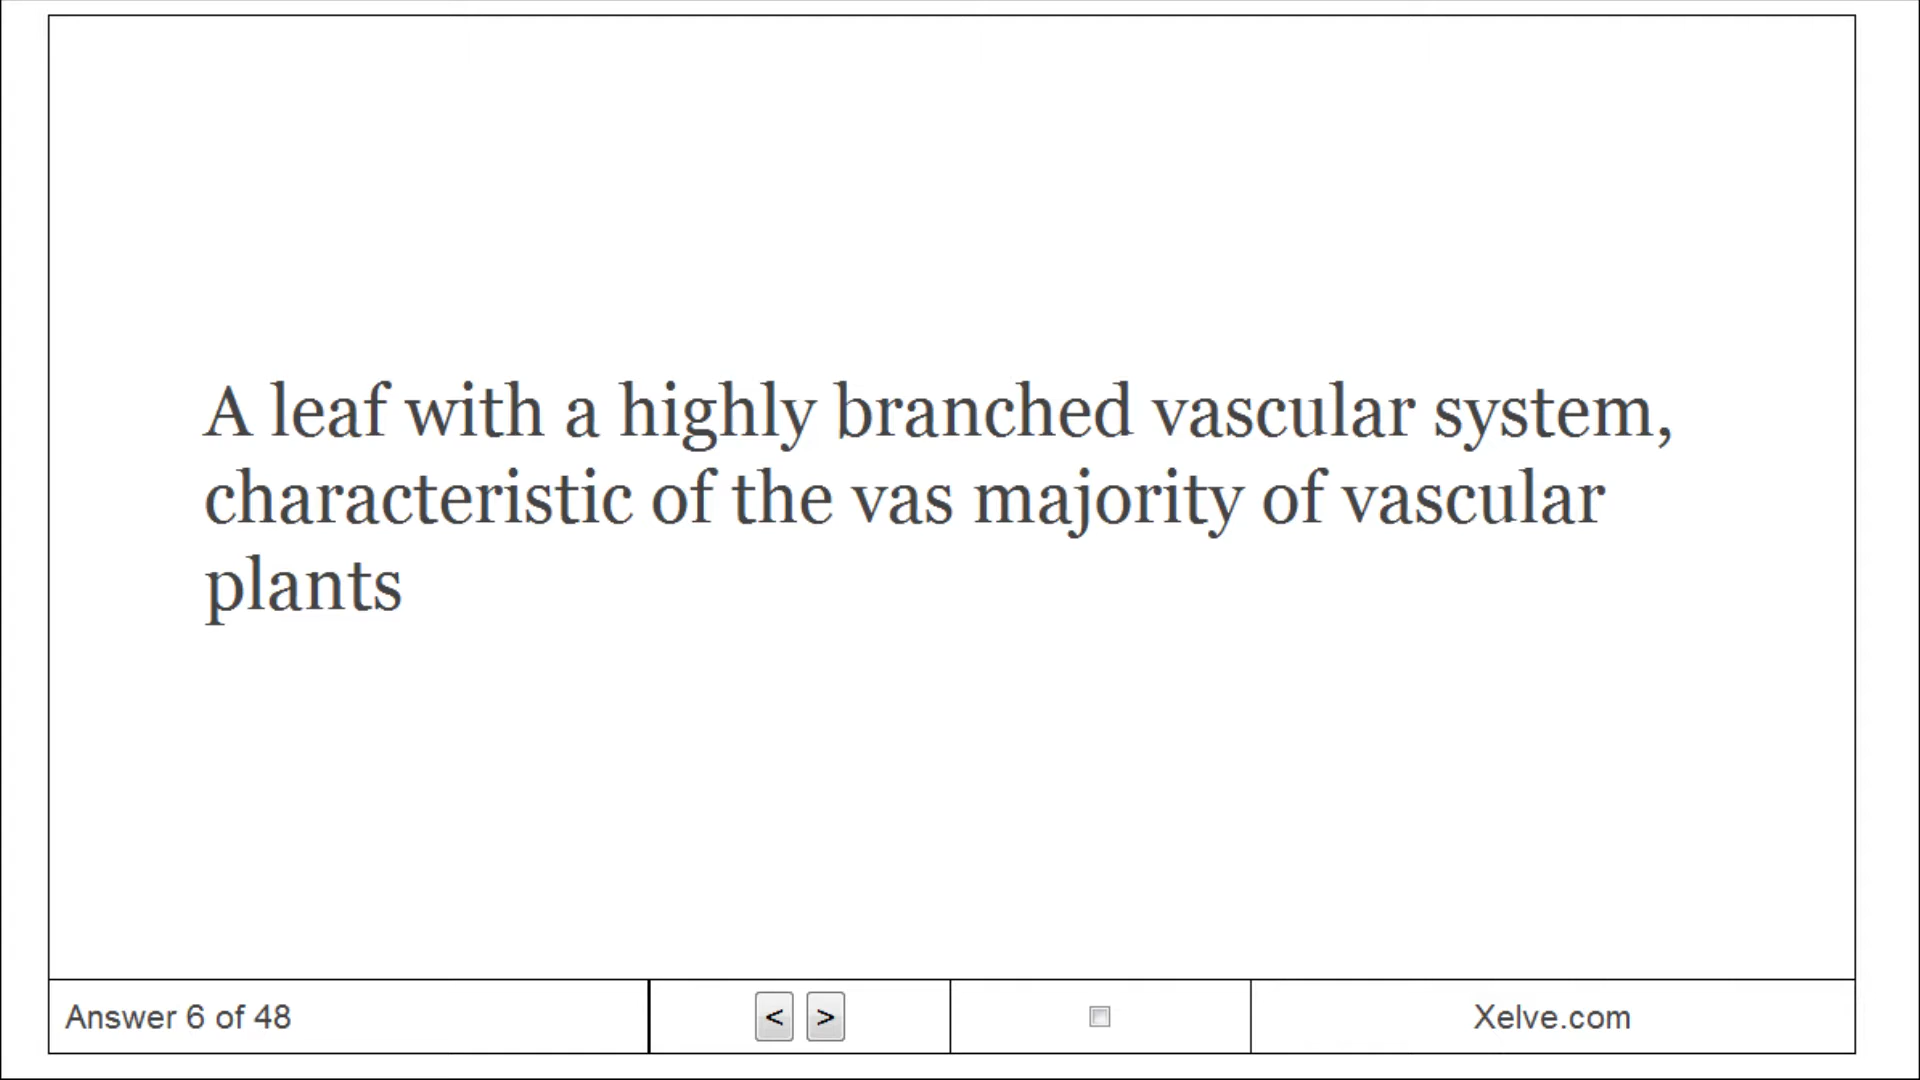 A leaf with a highly branched vascular system,
characteristic of the vas majority of vascular
plants
Answer 6 of 48
< >
Xelve.com